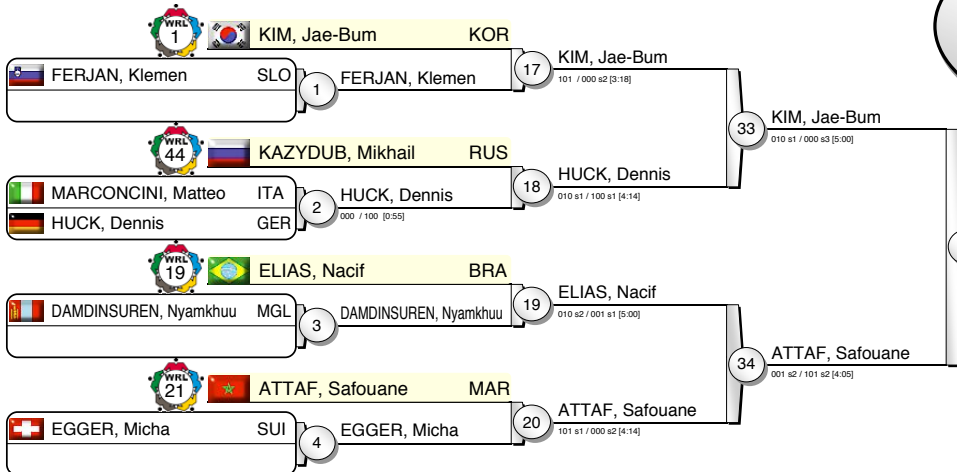 WRL
1
KIM, Jae-Bum KOR
FERJAN, Klemen SLO
1
FERJAN, Klemen
17
KIM, Jae-Bum
101 / 000 s2 [3:18]
33
KIM, Jae-Bum
010 s1 / 000 s3 [5:00]
WRL
44
KAZYDUB, Mikhail RUS
MARCONCINI, Matteo ITA
HUCK, Dennis GER
2
HUCK, Dennis
000 / 100 [0:55]
18
HUCK, Dennis
010 s1 / 100 s1 [4:14]
WRL
19
ELIAS, Nacif BRA
DAMDINSUREN, Nyamkhuu MGL
3
DAMDINSUREN, Nyamkhuu
19
ELIAS, Nacif
010 s2 / 001 s1 [5:00]
34
ATTAF, Safouane
001 s2 / 101 s2 [4:05]
WRL
21
ATTAF, Safouane MAR
EGGER, Micha SUI
4
EGGER, Micha
20
ATTAF, Safouane
101 s1 / 000 s2 [4:14]